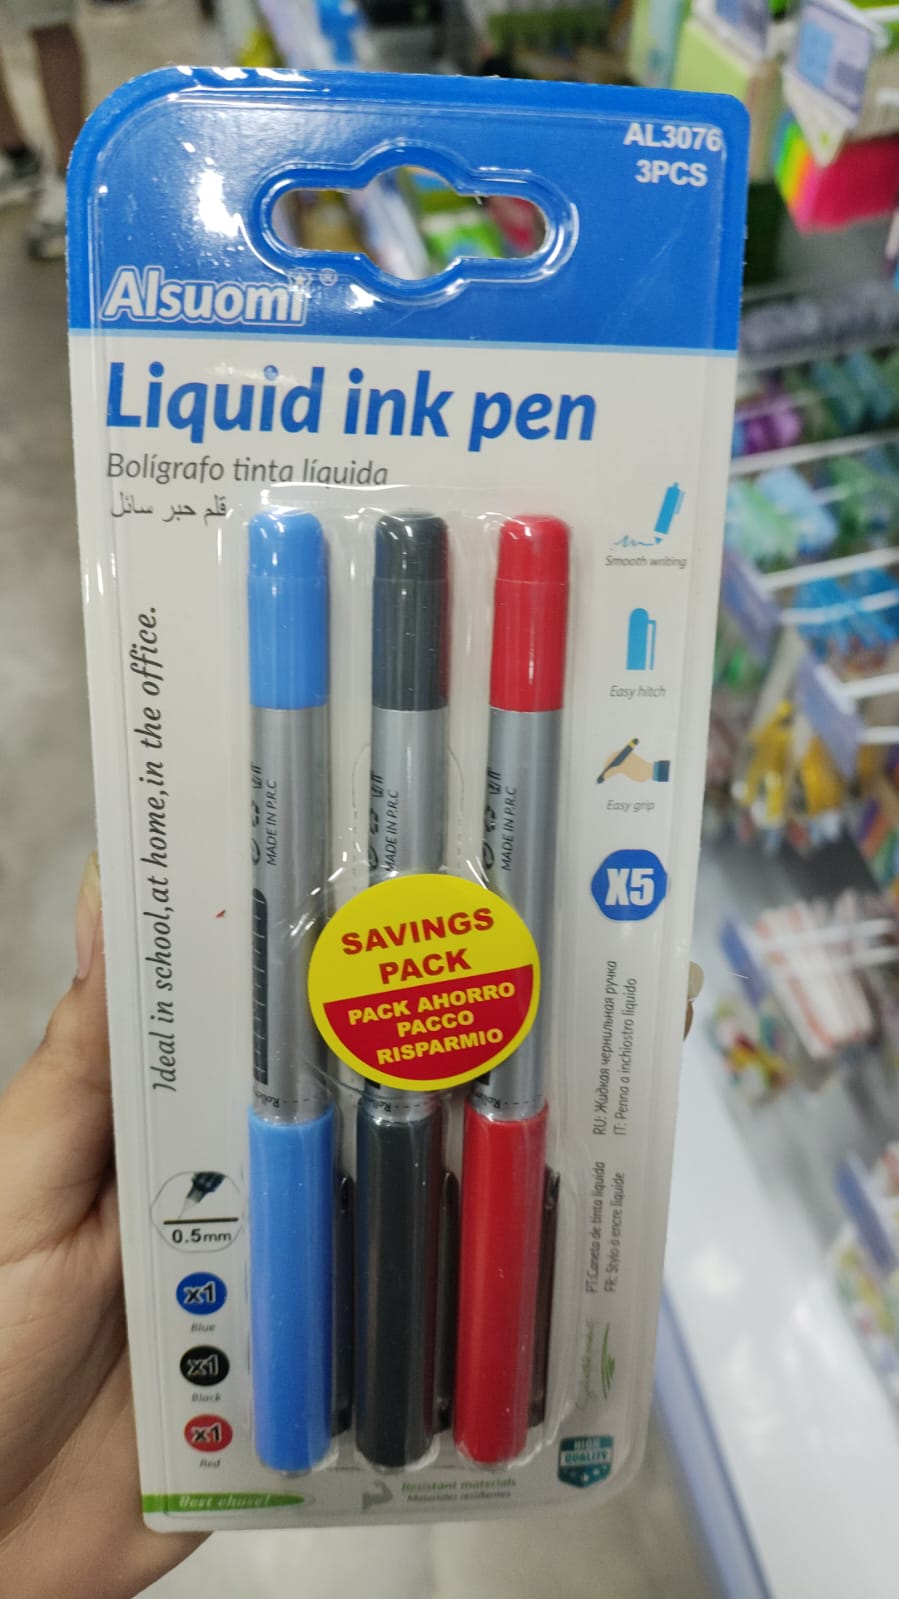 AL3076
3PCS
Alsuomi®
Liquid ink pen
Bolígrafo tinta líquida
قلم حبر سائل
Smooth writing
Easy hitch
Easy grip
X5
Ideal in school,at home,in the office.
MADE IN P.R.C
MADE IN P.R.C
MADE IN P.R.C
SAVINGS
PACK
PACK AHORRO
PACCO
RISPARMIO
RU: Жидкая чернильная ручка
IT: Penna a inchiostro liquido
PT:Caneta de tinta liquida
FR: Stylo à encre liquide
0.5mm
x1
Blue
x1
Black
x1
Red
HIGH
QUALITY
Resistant materials
Materiales resistentes
Best chose!